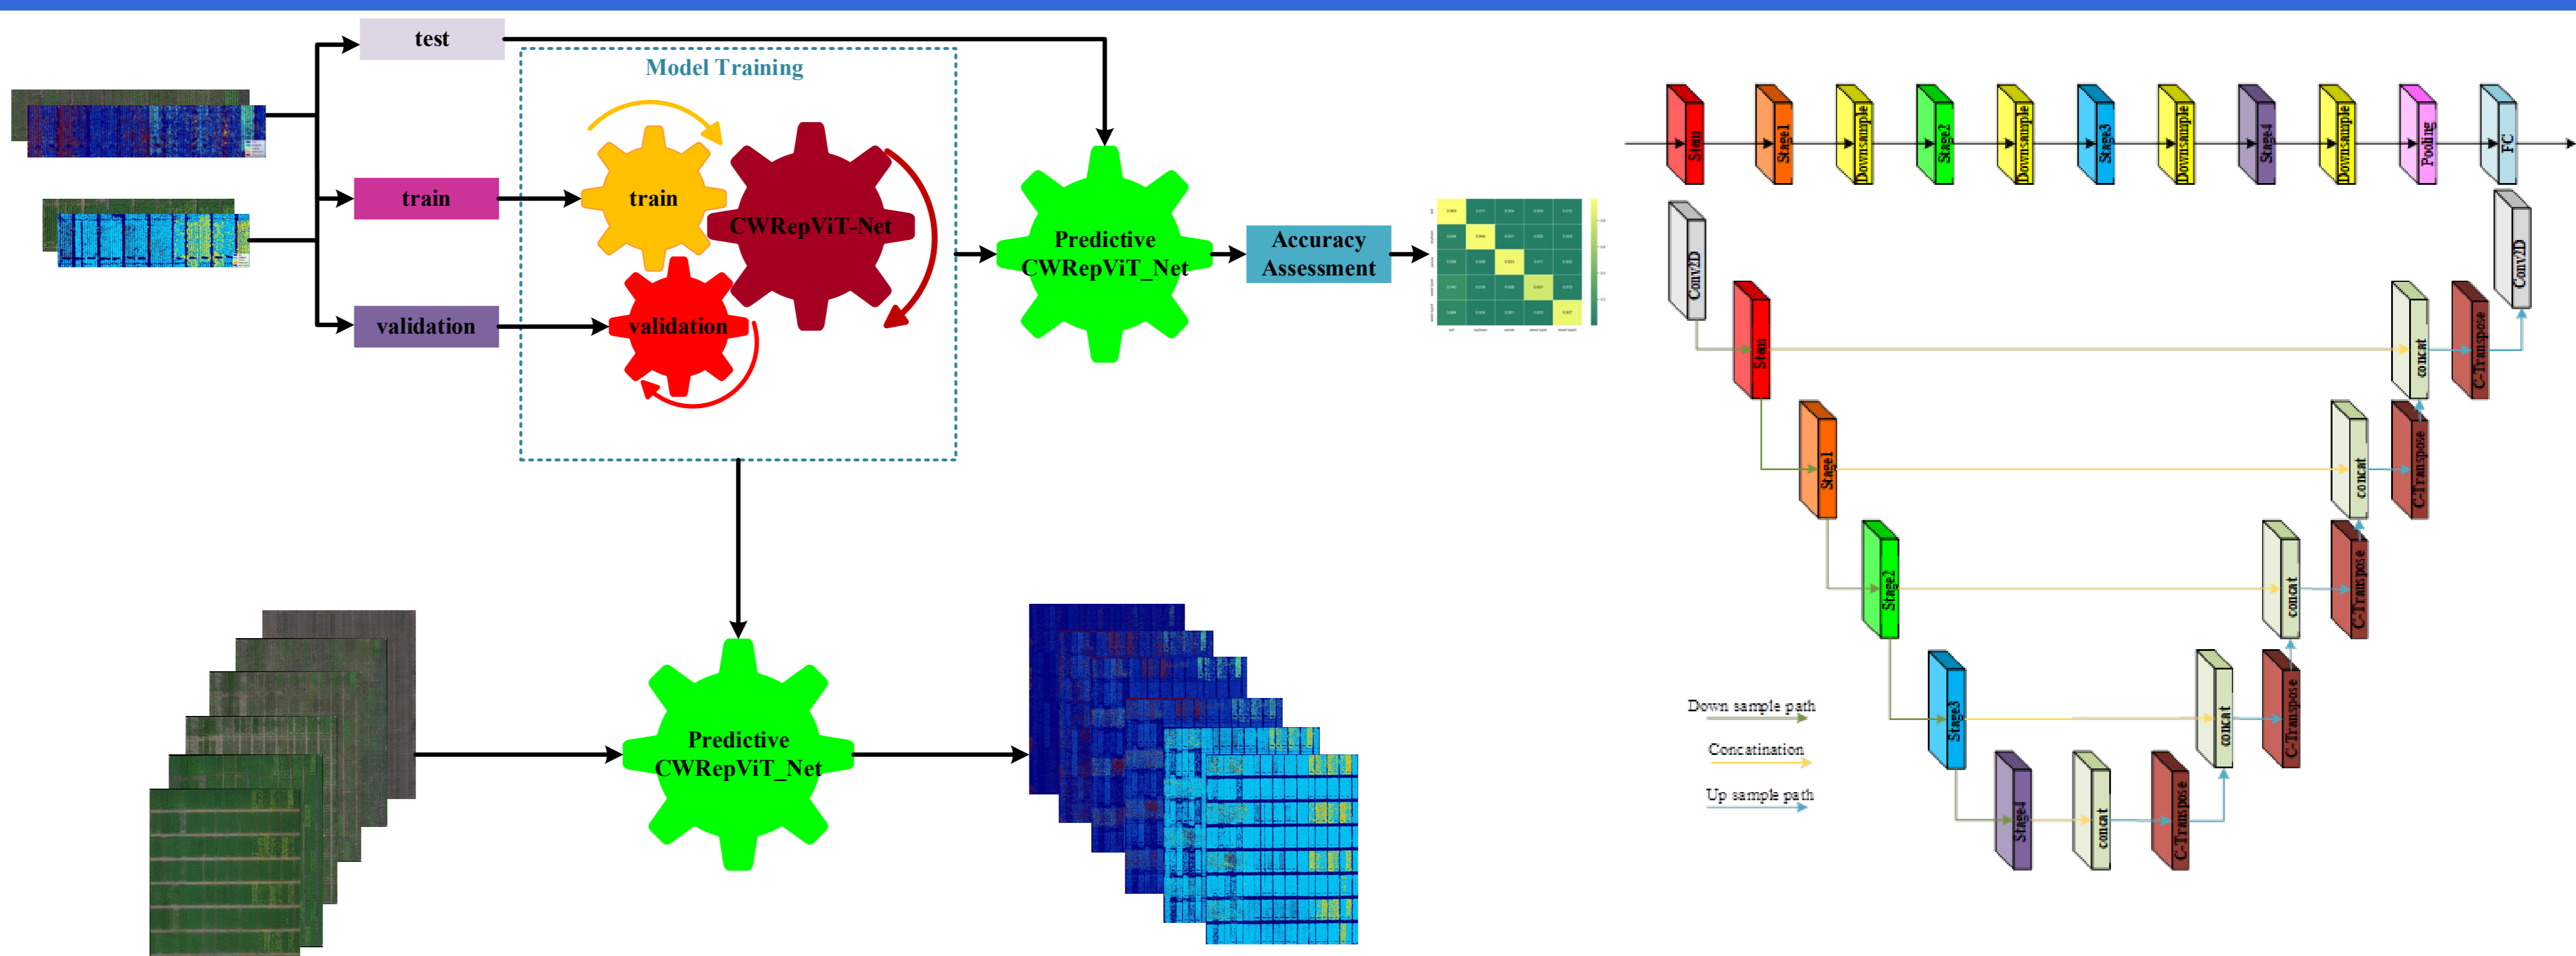 test
Model Training
train
train
CWRepViT-Net
validation
validation
Predictive
CWRepViT_Net
Accuracy
Assessment
Predictive
CWRepViT_Net
Stem
Stage1
Downsample
Stage2
Downsample
Stage3
Downsample
Stage4
Downsample
Pooling
FC
Conv2D
Conv2D
Stem
concat
C-Transpose
Stage1
concat
C-Transpose
Stage2
concat
C-Transpose
Stage3
concat
C-Transpose
Stage4
concat
C-Transpose
Down sample path
Concatination
Up sample path